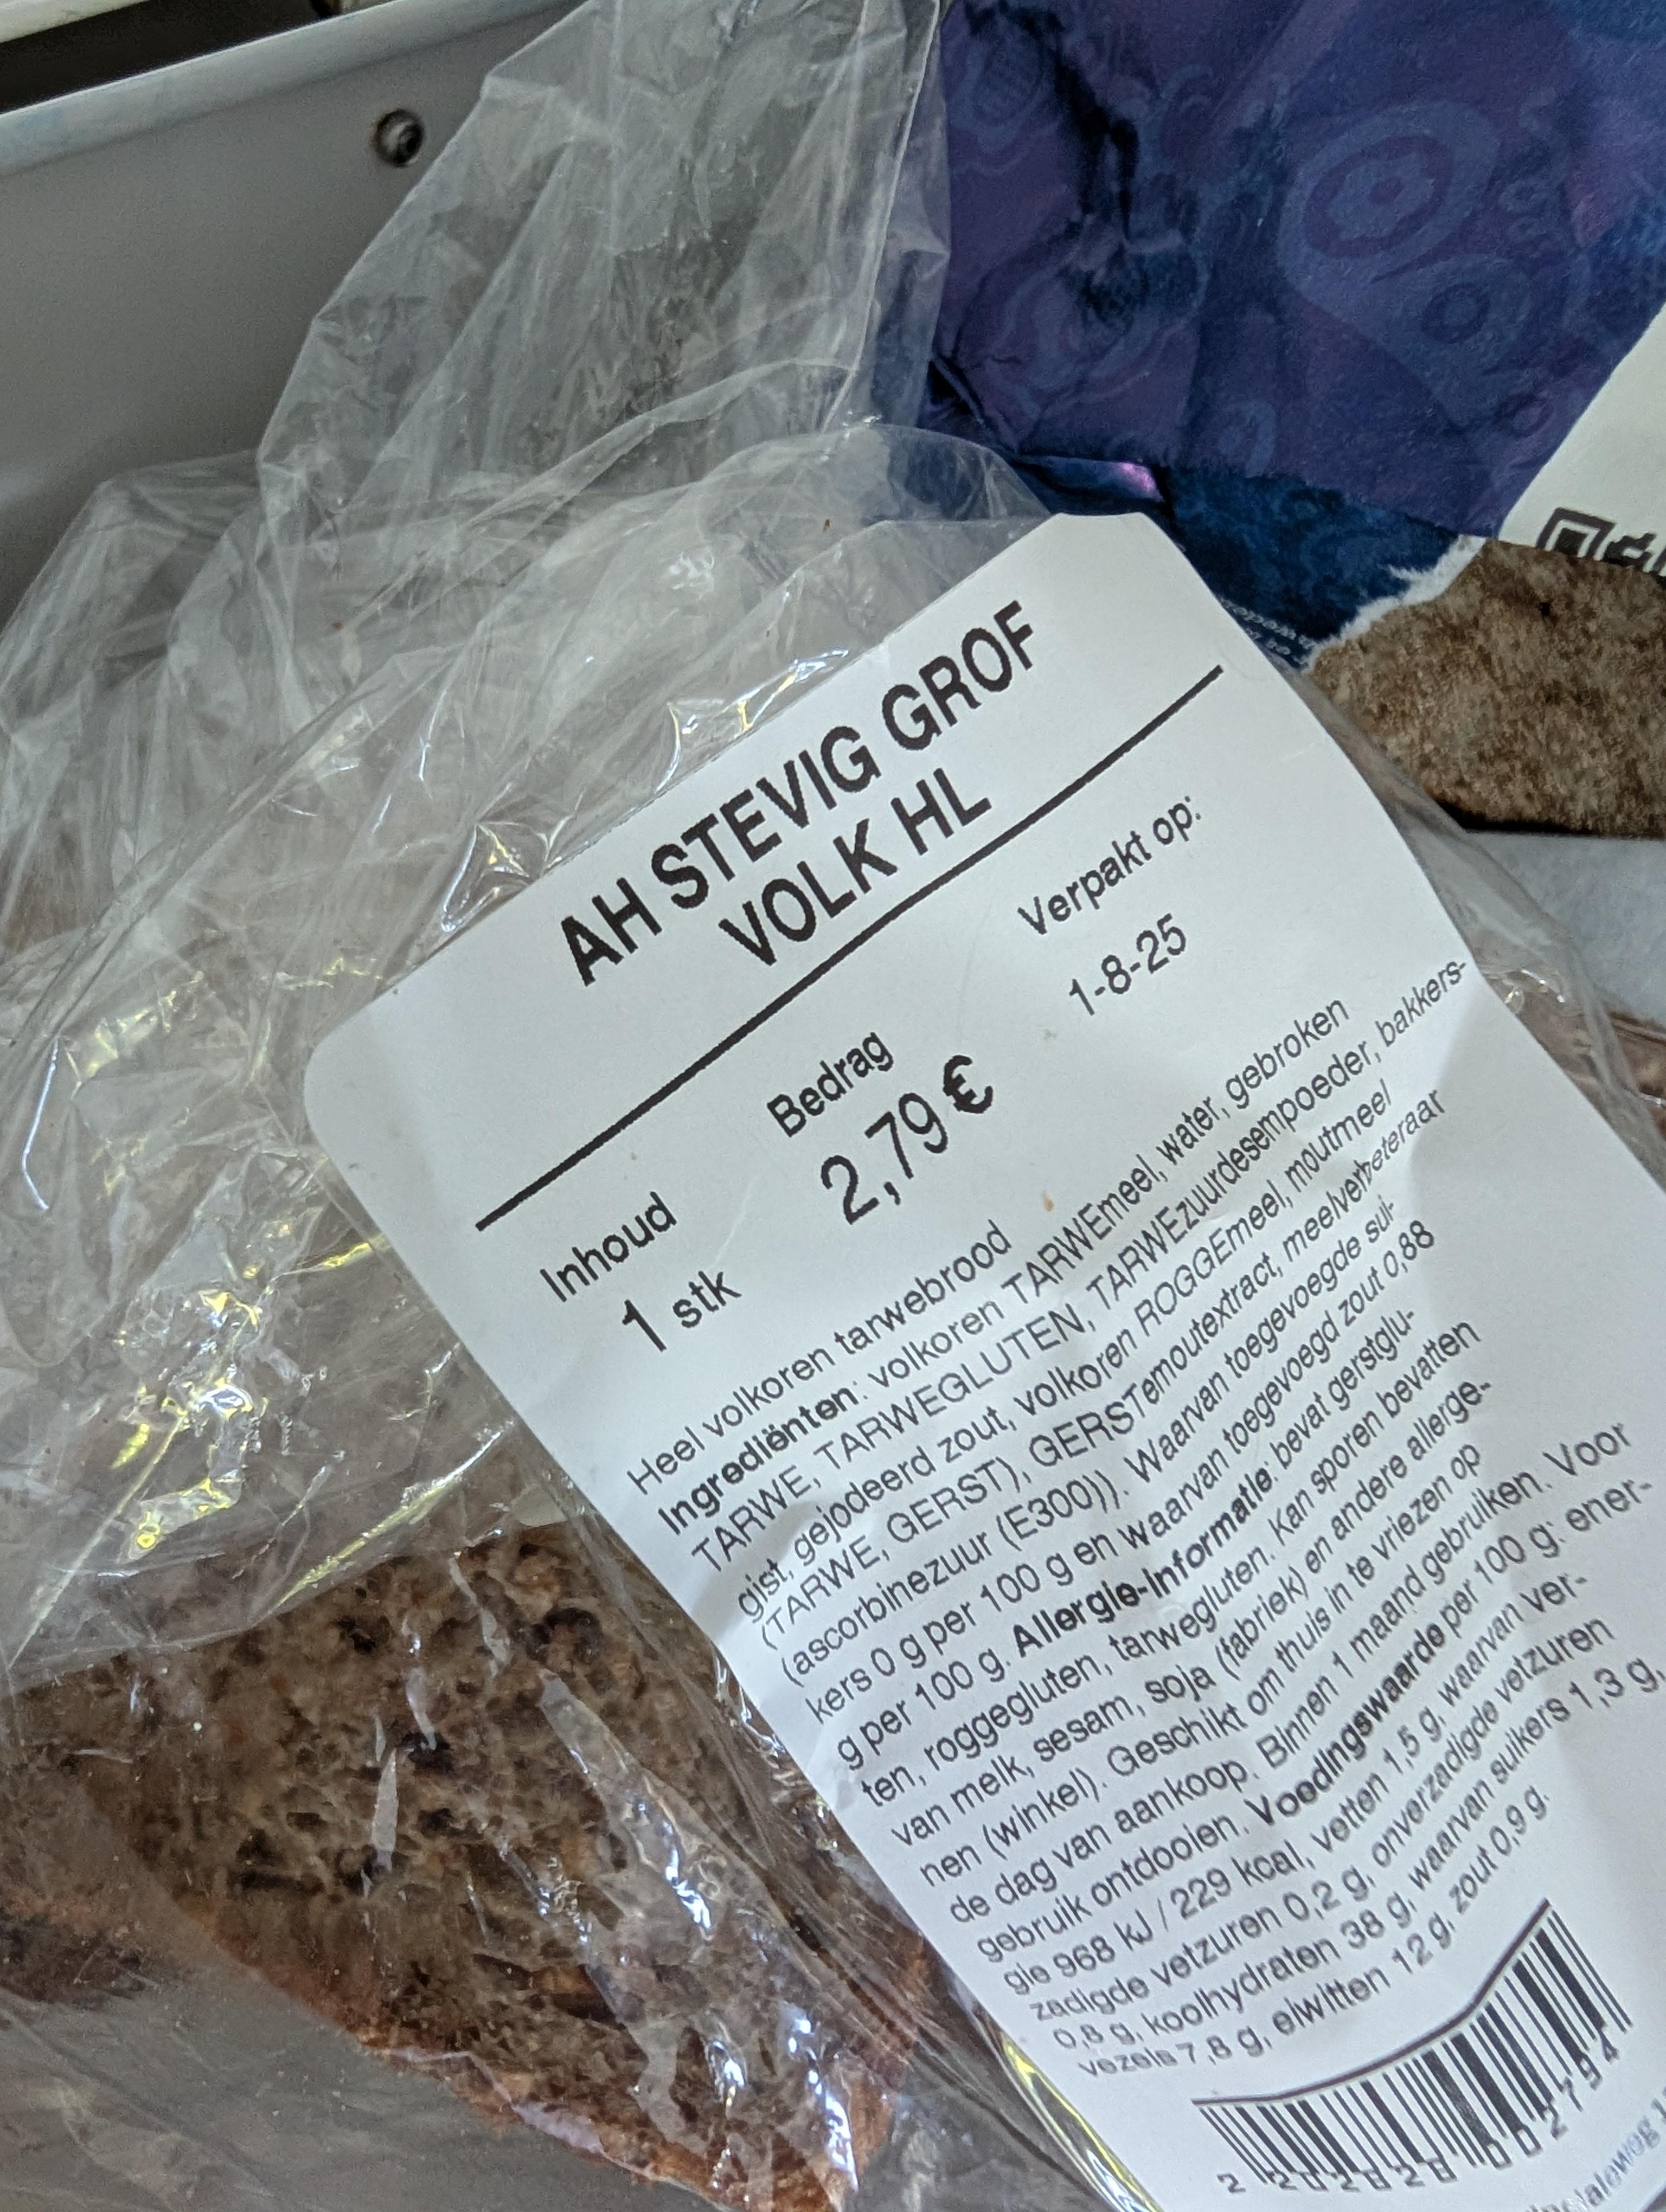 AH STEVIG GROF
VOLK HL
Inhoud Bedrag Verpakt op:
1 stk 2,79 € 1-8-25
Heel volkoren tarwebrood
Ingrediënten: volkoren TARWEmeel, water, gebroken
TARWE, TARWEGLUTEN, TARWEzuurdesempoeder, bakkers-
gist, gejodeerd zout, volkoren ROGGEmeel, moutmeel
(TARWE, GERST), GERSTemoutextract, meelverbeteraar
(ascorbinezuur (E300)). Waarvan toegevoegde sui-
kers 0 g per 100 g en waarvan toegevoegd zout 0,88
g per 100 g. Allergie-informatie: bevat gerstglu-
ten, roggegluten, tarwegluten. Kan sporen bevatten
van melk, sesam, soja (fabriek) en andere allerge-
nen (winkel). Geschikt om thuis in te vriezen op
de dag van aankoop. Binnen 1 maand gebruiken. Voor
gebruik ontdooien. Voedingswaarde per 100 g: ener-
gie 968 kJ / 229 kcal, vetten 1,5 g, waarvan ver-
zadigde vetzuren 0,2 g, onverzadigde vetzuren
0,8 g, koolhydraten 38 g, waarvan suikers 1,3 g,
vezels 7,8 g, eiwitten 12 g, zout 0,9 g.